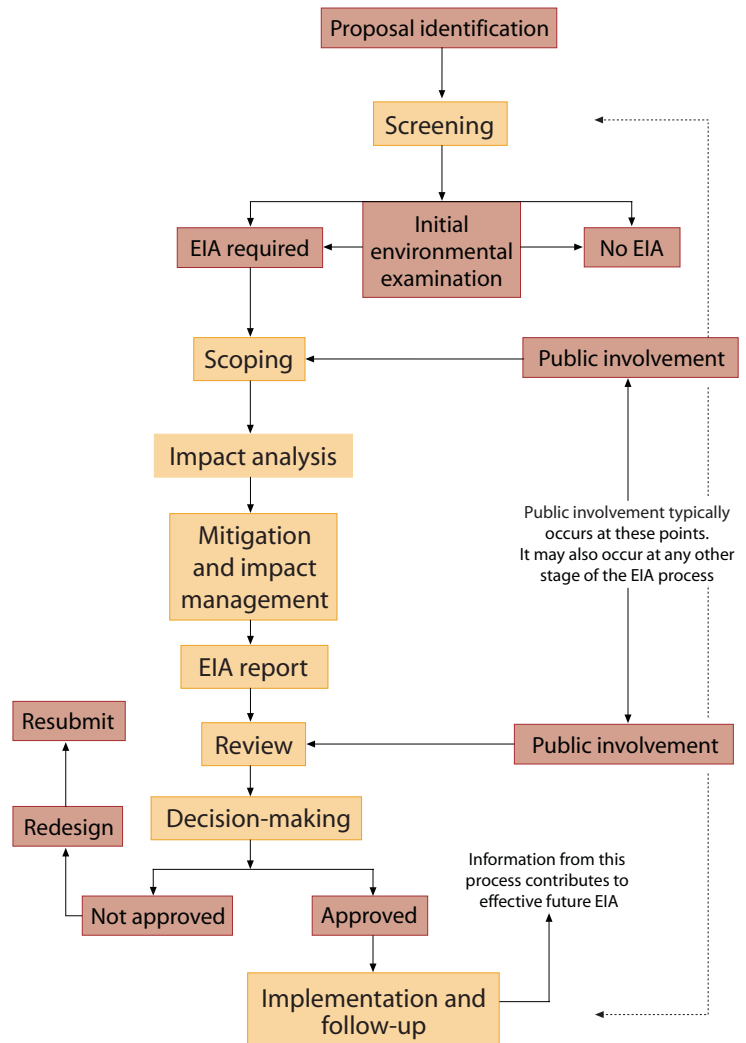 Proposal identification
Screening
EIA required
Initial
environmental
examination
No EIA
Scoping
Public involvement
Impact analysis
Public involvement typically
occurs at these points.
It may also occur at any other
stage of the EIA process
Mitigation
and impact
management
EIA report
Resubmit
Review
Public involvement
Redesign
Decision-making
Information from this
process contributes to
effective future EIA
Not approved
Approved
Implementation and
follow-up